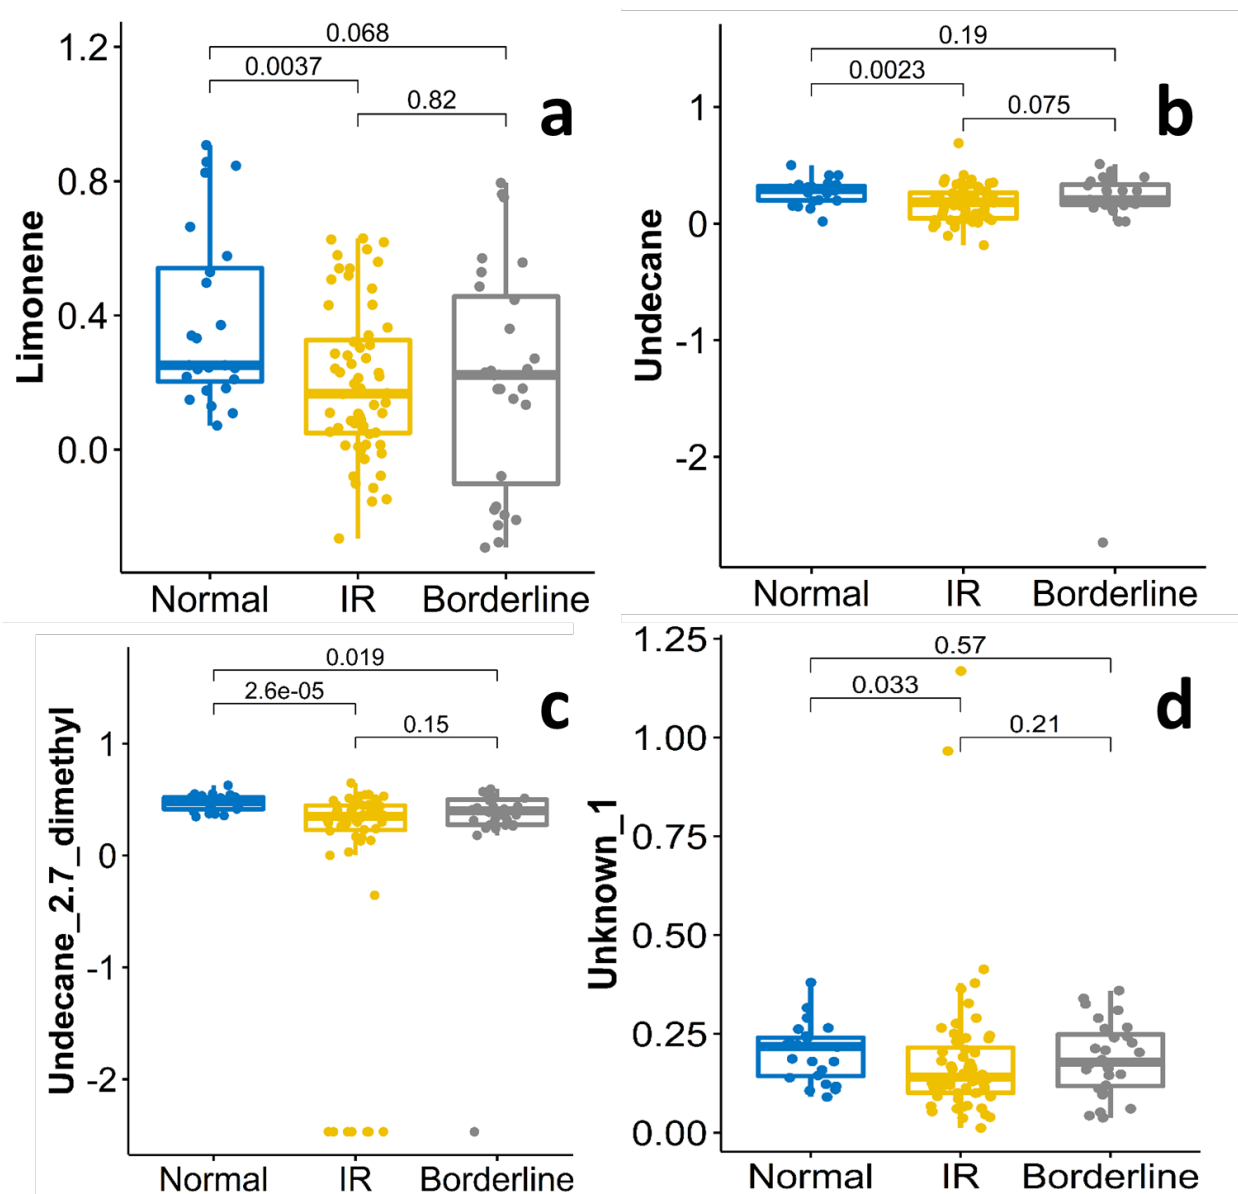 a
Limonene
1.2
0.8
0.4
0.0
0.068
0.0037
0.82
Normal IR Borderline
b
Undecane
1
0
-1
-2
0.19
0.0023
0.075
Normal IR Borderline
c
Undecane_2.7_dimethyl
1
0
-1
-2
0.019
2.6e-05
0.15
Normal IR Borderline
d
Unknown_1
1.25
1.00
0.75
0.50
0.25
0.00
0.57
0.033
0.21
Normal IR Borderline